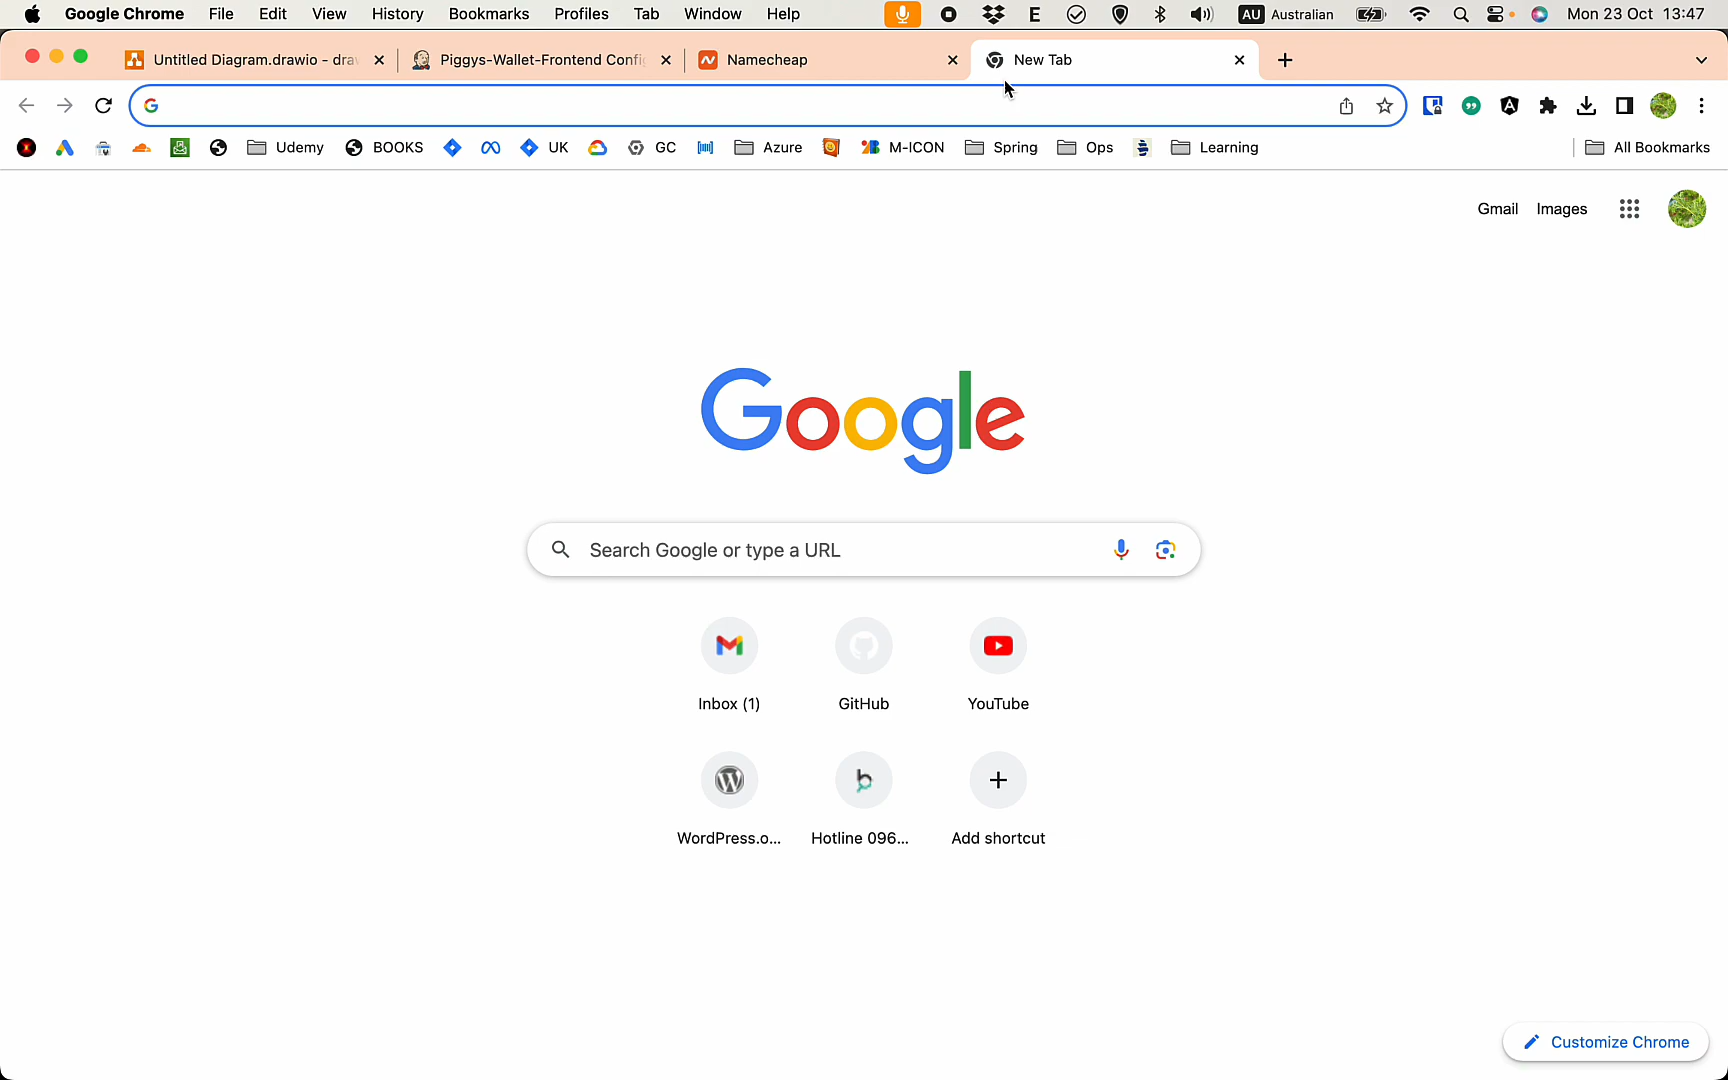 Google Chrome File Edit View History Bookmarks Profiles Tab Window Help E AU Australian Mon 23 Oct 13:47
Untitled Diagram.drawio - dra Piggys-Wallet-Frontend Confi Namecheap New Tab
Udemy BOOKS UK GC Azure M-ICON Spring Ops Learning All Bookmarks
Gmail Images
Google
Search Google or type a URL
Inbox (1) GitHub YouTube
WordPress.o... Hotline 096... Add shortcut
Customize Chrome